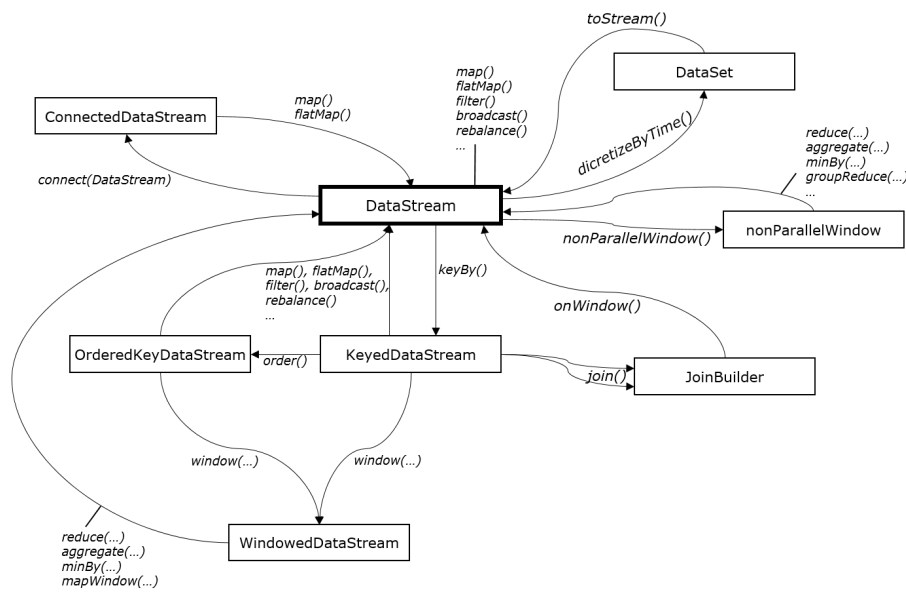 toStream()
DataSet
map()
flatMap()
filter()
broadcast()
rebalance()
...
map()
flatMap()
ConnectedDataStream
dicretizeByTime()
reduce(...)
aggregate(...)
minBy(...)
groupReduce(...)
...
connect(DataStream)
DataStream
nonParallelWindow()
nonParallelWindow
map(), flatMap(),
filter(), broadcast(),
rebalance()
...
keyBy()
onWindow()
OrderedKeyDataStream
order()
KeyedDataStream
join()
JoinBuilder
window(...)
window(...)
WindowedDataStream
reduce(...)
aggregate(...)
minBy(...)
mapWindow(...)